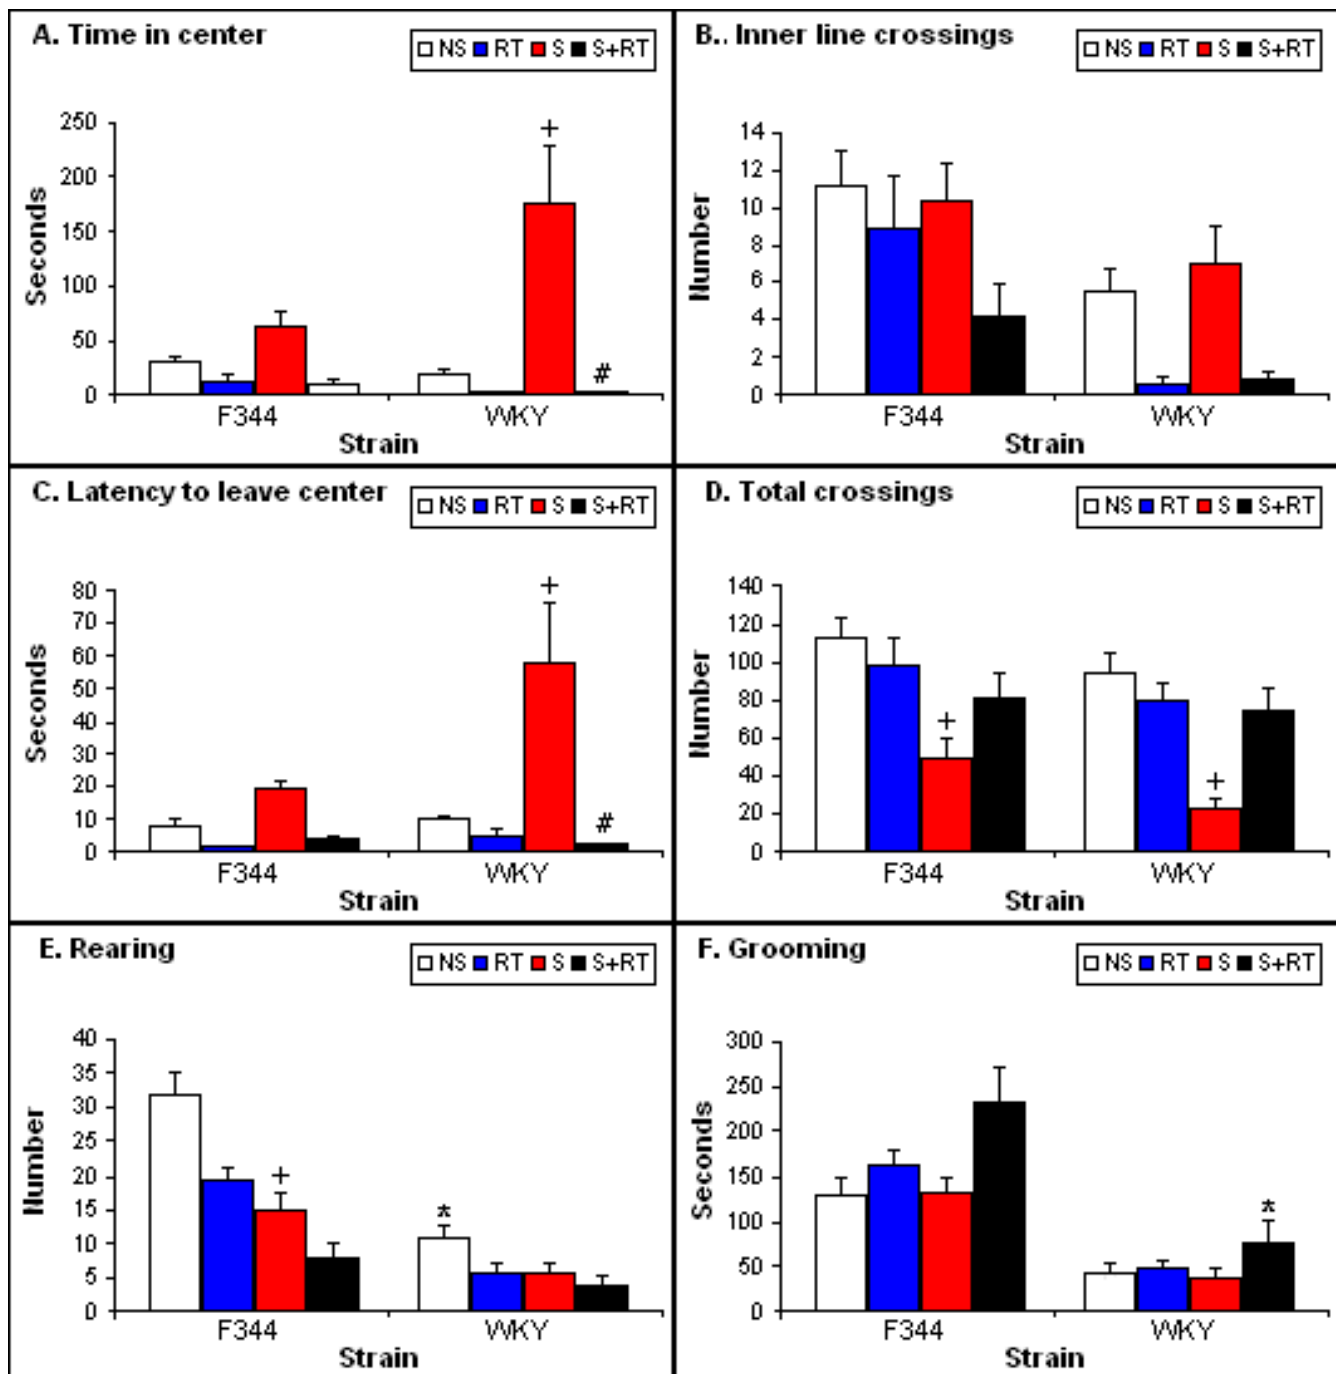 A. Time in center
NS RT S S+RT
250
200
150
100
50
0
Seconds
+
#
F344 WKY
Strain
B.. Inner line crossings
NS RT S S+RT
14
12
10
8
6
4
2
0
Number
F344 WKY
Strain
C. Latency to leave center
NS RT S S+RT
80
70
60
50
40
30
20
10
0
Seconds
+
#
F344 WKY
Strain
D. Total crossings
NS RT S S+RT
140
120
100
80
60
40
20
0
Number
+
+
F344 WKY
Strain
E. Rearing
NS RT S S+RT
40
35
30
25
20
15
10
5
0
Number
+
*
F344 WKY
Strain
F. Grooming
NS RT S S+RT
300
250
200
150
100
50
0
Seconds
*
F344 WKY
Strain